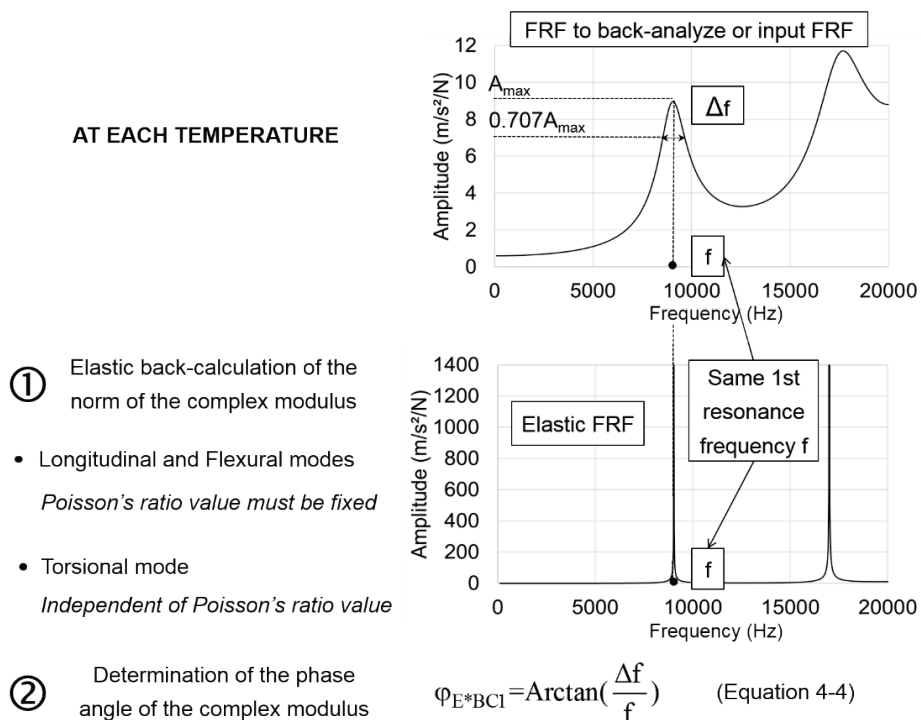 FRF to back-analyze or input FRF
AT EACH TEMPERATURE
Amplitude (m/s²/N)
12
10
8
6
4
2
0
Amax
0.707Amax
Δf
f
0 5000 10000 15000 20000
Frequency (Hz)
① Elastic back-calculation of the
norm of the complex modulus
• Longitudinal and Flexural modes
Poisson's ratio value must be fixed
• Torsional mode
Independent of Poisson's ratio value
Amplitude (m/s²/N)
1400
1200
1000
800
600
400
200
0
Elastic FRF
Same 1st
resonance
frequency f
f
0 5000 10000 15000 20000
Frequency (Hz)
② Determination of the phase
angle of the complex modulus
φE*BC1=Arctan(Δf/f) (Equation 4-4)